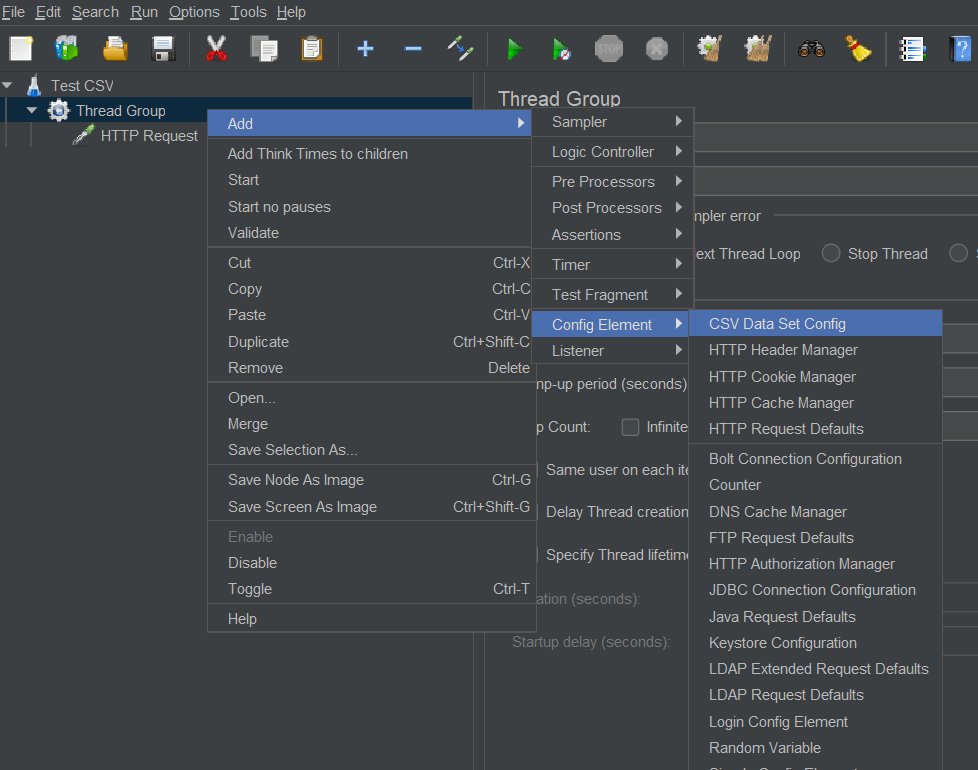 File Edit Search Run Options Tools Help
STOP
Test CSV
Thread Group
HTTP Request
Thread Group
Add
Add Think Times to children
Start
Start no pauses
Validate
Cut Ctrl-X
Copy Ctrl-C
Paste Ctrl-V
Duplicate Ctrl+Shift-C
Remove Delete
Open...
Merge
Save Selection As...
Save Node As Image Ctrl-G
Save Screen As Image Ctrl+Shift-G
Enable
Disable
Toggle Ctrl-T
Help
Sampler
Logic Controller
Pre Processors
Post Processors
Assertions
Timer
Test Fragment
Config Element
Listener
CSV Data Set Config
HTTP Header Manager
HTTP Cookie Manager
HTTP Cache Manager
HTTP Request Defaults
Bolt Connection Configuration
Counter
DNS Cache Manager
FTP Request Defaults
HTTP Authorization Manager
JDBC Connection Configuration
Java Request Defaults
Keystore Configuration
LDAP Extended Request Defaults
LDAP Request Defaults
Login Config Element
Random Variable
mpler error
ext Thread Loop Stop Thread
mp-up period (seconds)
p Count: Infinite
Same user on each ite
Delay Thread creation
Specify Thread lifetime
ation (seconds):
Startup delay (seconds):